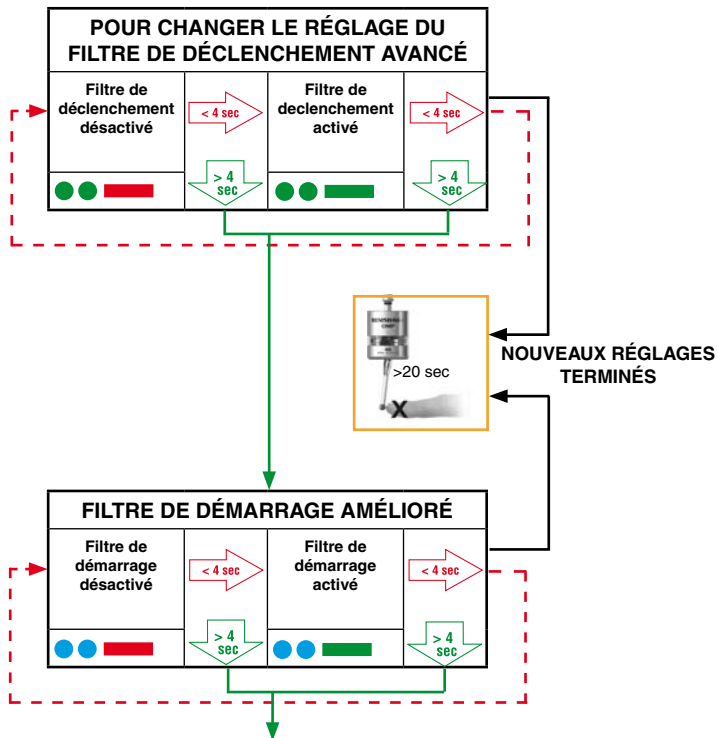 POUR CHANGER LE RÉGLAGE DU
FILTRE DE DÉCLENCHEMENT AVANCÉ
Filtre de
déclenchement
désactivé
< 4 sec
Filtre de
declenchement
activé
< 4 sec
> 4
sec
> 4
sec
>20 sec
NOUVEAUX RÉGLAGES
TERMINÉS
FILTRE DE DÉMARRAGE AMÉLIORÉ
Filtre de
démarrage
désactivé
< 4 sec
Filtre de
démarrage
activé
< 4 sec
> 4
sec
> 4
sec